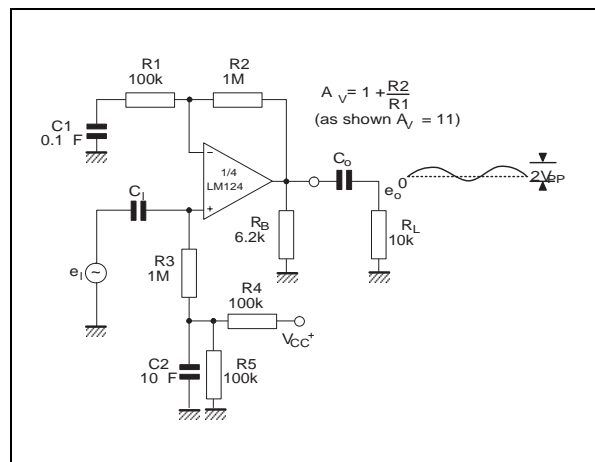 R1
100k
R2
1M
A V = 1 + R2
R1
(as shown A V = 11)
C1
0.1 F
1/4
LM124
-
+
C I
C o
e o
0
2V PP
R B
6.2k
R L
10k
e I ~
R3
1M
R4
100k
V CC +
C2
10 F
R5
100k